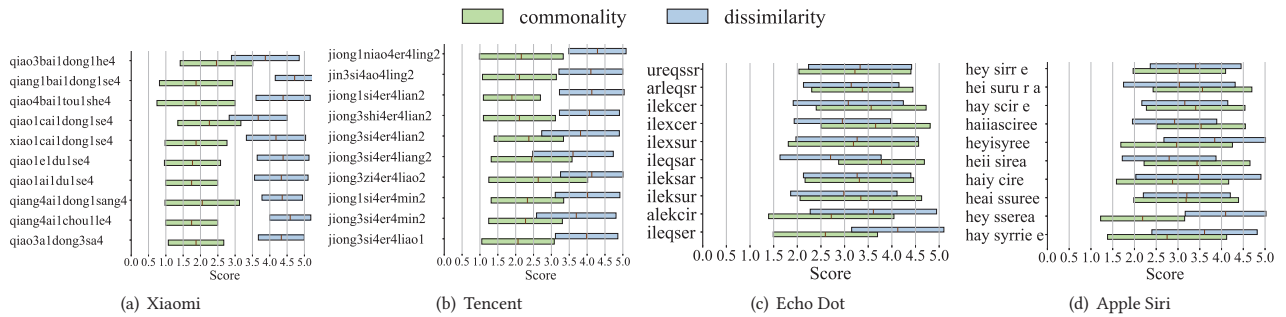 commonality dissimilarity
qiao3bai1dong1he4
qiang1bai1dong1se4
qiao4bai1tou1she4
qiao1cai1dong1se4
xiao1cai1dong1se4
qiao1e1du1se4
qiao1ai1du1se4
qiang4ai1dong1sang4
qiang4ai1chou1le4
qiao3a1dong3sa4
0.0 0.5 1.0 1.5 2.0 2.5 3.0 3.5 4.0 4.5 5.0
Score
(a) Xiaomi
jiong1niao4er4ling2
jin3si4ao4ling2
jiong1si4er4lian2
jiong3shi4er4lian2
jiong3si4er4lian2
jiong3si4er4liang2
jiong3zi4er4liao2
jiong1si4er4min2
jiong3si4er4min2
jiong3si4er4liao1
0.0 0.5 1.0 1.5 2.0 2.5 3.0 3.5 4.0 4.5 5.0
Score
(b) Tencent
ureqssr
arleqsr
ilekcer
ilexcer
ilexsur
ileqsar
ileksar
ileksur
alekcir
ileqser
0.0 0.5 1.0 1.5 2.0 2.5 3.0 3.5 4.0 4.5 5.0
Score
(c) Echo Dot
hey sirr e
hei suru r a
hay scir e
haiiasciree
heyisyree
heii sirea
haiy cire
heai ssuree
hey sserea
hay syrrie e
0.0 0.5 1.0 1.5 2.0 2.5 3.0 3.5 4.0 4.5 5.0
Score
(d) Apple Siri